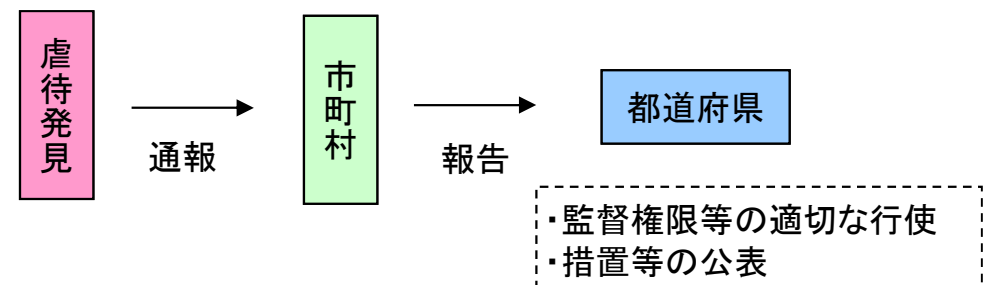 虐待発見
通報
市町村
報告
都道府県
・監督権限等の適切な行使
・措置等の公表